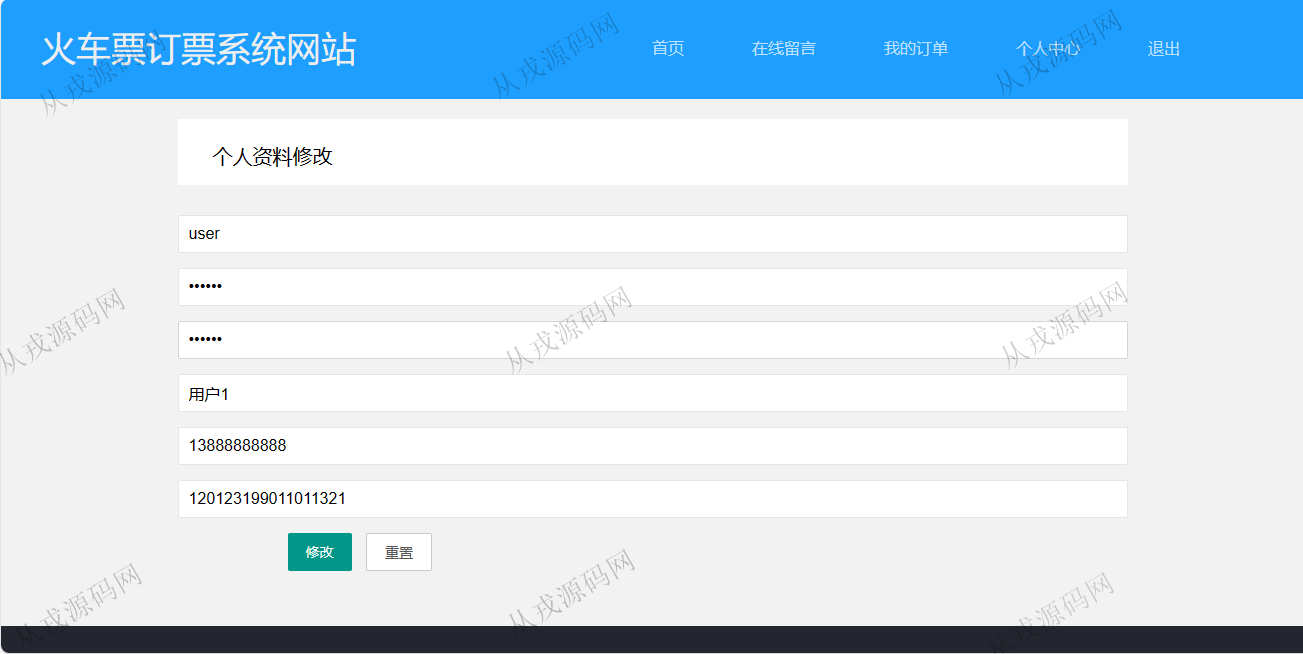 火车票订票系统网站
首页 在线留言 我的订单 个人中心 退出
个人资料修改
user
••••••
••••••
用户1
13888888888
120123199011011321
修改 重置
从戎源码网
从戎源码网
从戎源码网
从戎源码网
从戎源码网
从戎源码网
从戎源码网
从戎源码网
从戎源码网